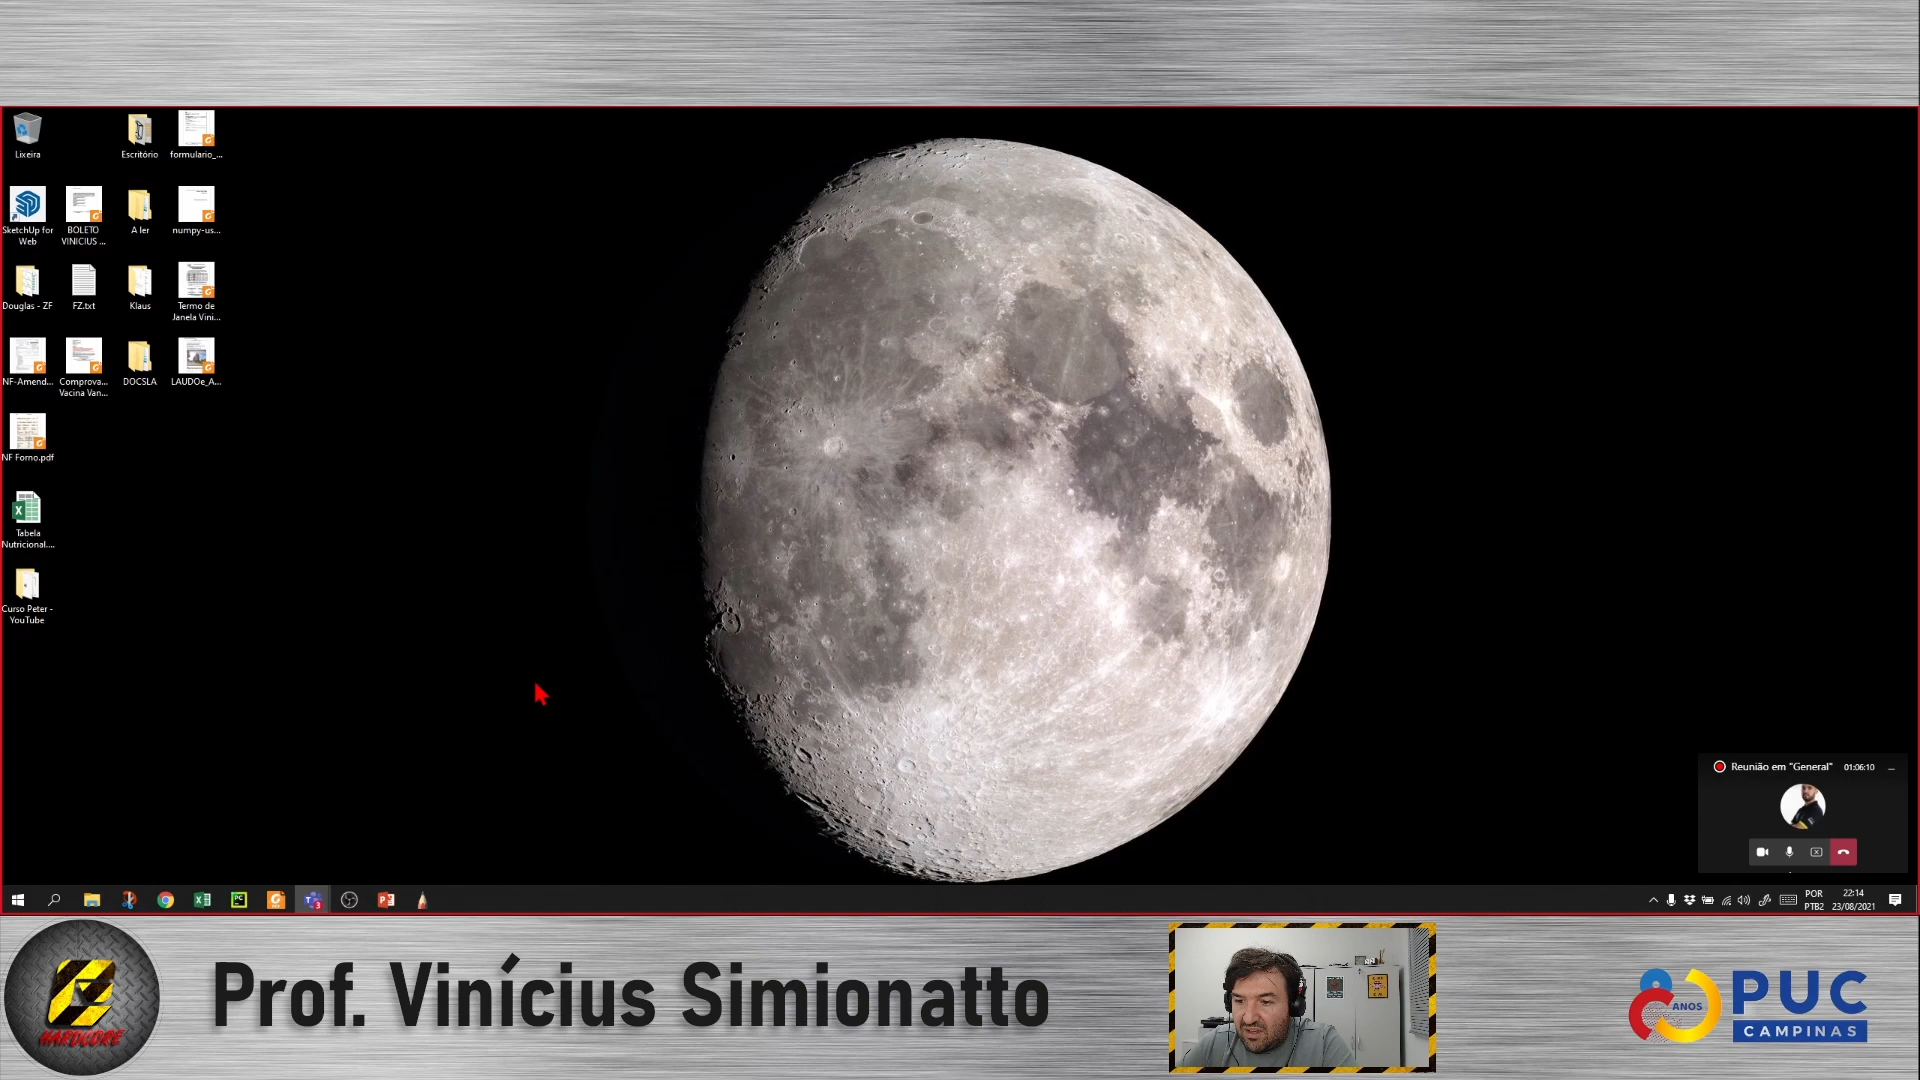 Lixeira
Escritório
formulario_...
SketchUp for
Web
BOLETO
VINICIUS ...
A ler
numpy-us...
Douglas - ZF
FZ.txt
Klaus
Termo de
Janela Vini...
NF-Amend...
Comprova...
Vacina Van...
DOCSLA
LAUDOe_A...
NF Forno.pdf
Tabela
Nutricional....
Curso Peter -
YouTube
Reunião em "General" 01:06:10
POR
PTB2
22:14
23/08/2021
HARDCORE
Prof. Vinícius Simionatto
8 ANOS
PUC
CAMPINAS